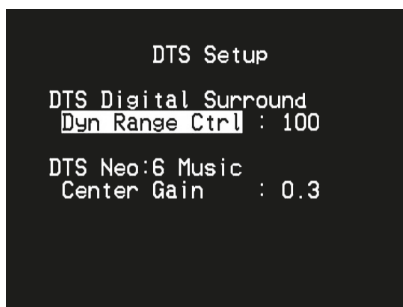 DTS Setup
DTS Digital Surround
Dyn Range Ctrl : 100
DTS Neo:6 Music
Center Gain : 0.3